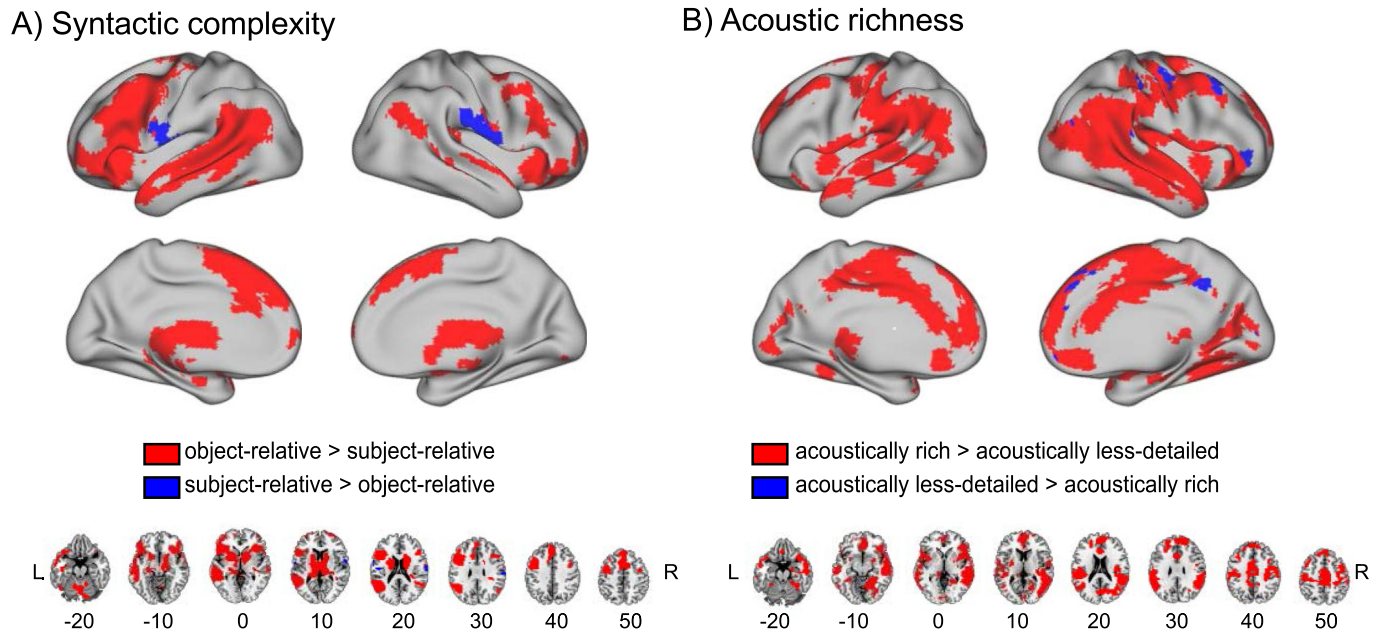 A) Syntactic complexity
object-relative > subject-relative
subject-relative > object-relative
L
R
-20 -10 0 10 20 30 40 50
B) Acoustic richness
acoustically rich > acoustically less-detailed
acoustically less-detailed > acoustically rich
L
R
-20 -10 0 10 20 30 40 50